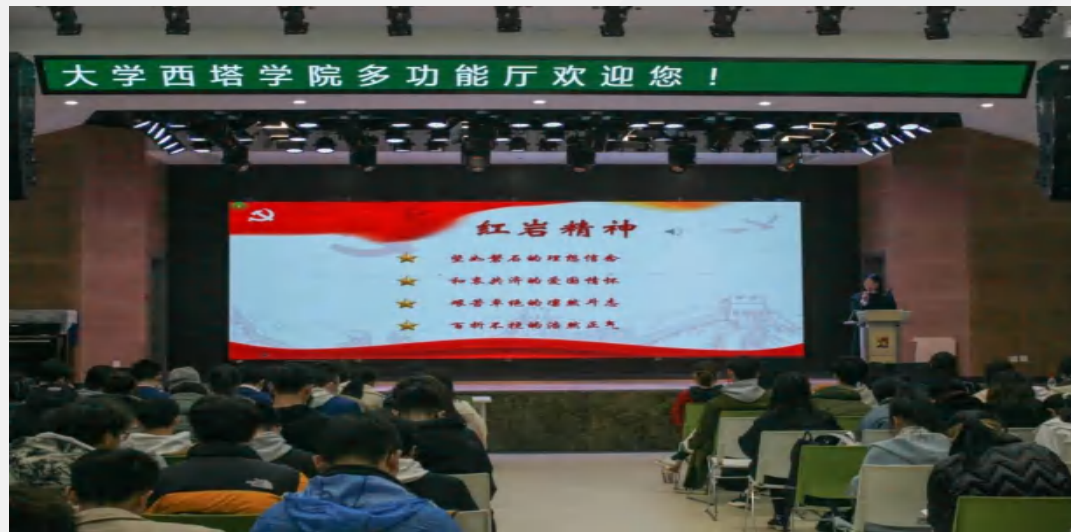 大学西塔学院多功能厅欢迎您！
红岩精神
坚如磐石的理想信念
和衷共济的爱国情怀
艰苦卓绝的凛然斗志
百折不挠的浩然正气